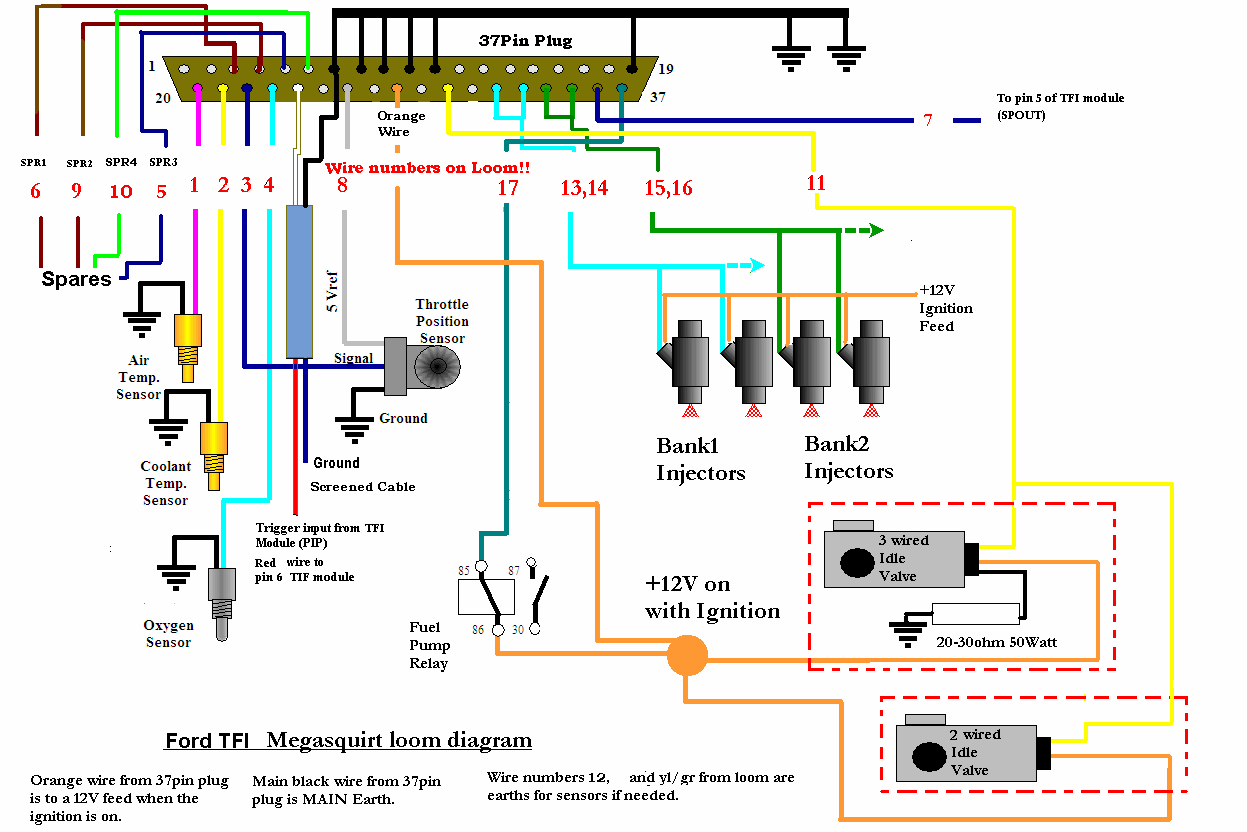 37Pin Plug
1
19
20
37
Orange
Wire
To pin 5 of TFI module
(SPOUT)
7
SPR1
SPR2
SPR4
SPR3
Wire numbers on Loom!!
6
9
10
5
1
2
3
4
8
17
13,14
15,16
11
Spares
5 Vref
Throttle
Position
Sensor
+12V
Ignition
Feed
Air
Temp.
Sensor
Signal
Ground
Coolant
Temp.
Sensor
Ground
Screened Cable
Bank1
Injectors
Bank2
Injectors
Trigger input from TFI
Module (PIP)
Red wire to
pin 6 TIF module
Oxygen
Sensor
85
87
86
30
Fuel
Pump
Relay
+12V on
with Ignition
3 wired
Idle
Valve
20-30ohm 50Watt
2 wired
Idle
Valve
Ford TFI Megasquirt loom diagram
Orange wire from 37pin plug
is to a 12V feed when the
ignition is on.
Main black wire from 37pin
plug is MAIN Earth.
Wire numbers 12, and yl/gr from loom are
earths for sensors if needed.